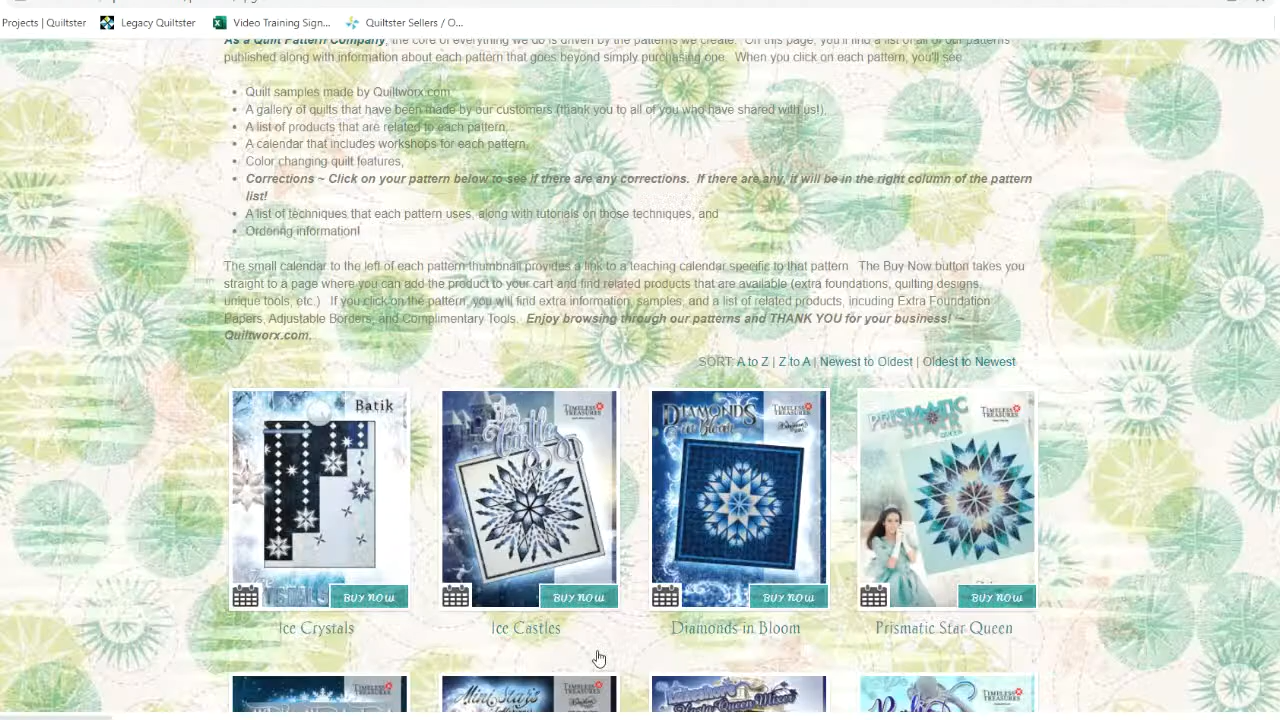 Projects | Quiltster
Legacy Quiltster
Video Training Sign...
Quiltster Sellers / O...
As a Quilt Pattern Company, the core of everything we do is driven by the patterns we create. On this page, you'll find a list of all of our patterns
published along with information about each pattern that goes beyond simply purchasing one. When you click on each pattern, you'll see
Quilt samples made by Quiltworx.com
A gallery of quilts that have been made by our customers (thank you to all of you who have shared with us!),
A list of products that are related to each pattern,
A calendar that includes workshops for each pattern,
Color changing quilt features,
Corrections ~ Click on your pattern below to see if there are any corrections. If there are any, it will be in the right column of the pattern
list!
A list of techniques that each pattern uses, along with tutorials on those techniques, and
Ordering information!
The small calendar to the left of each pattern thumbnail provides a link to a teaching calendar specific to that pattern The Buy Now button takes you
straight to a page where you can add the product to your cart and find related products that are available (extra foundations, quilting designs,
unique tools, etc.) If you click on the pattern, you will find extra information, samples, and a list of related products, incuding Extra Foundation
Papers, Adjustable Borders, and Complimentary Tools. Enjoy browsing through our patterns and THANK YOU for your business! ~
Quiltworx.com.
SORT: A to Z | Z to A | Newest to Oldest | Oldest to Newest
Batik
BUY NOW
Ice Crystals
TIMELESS
TREASURES
BUY NOW
Ice Castles
DIAMONDS
in Bloom
TIMELESS
TREASURES
BUY NOW
Diamonds in Bloom
PRISMATIC
STAR
TIMELESS
TREASURES
BUY NOW
Prismatic Star Queen
TIMELESS
TREASURES
Mini Stars
TIMELESS
TREASURES
TIMELESS
TREASURES